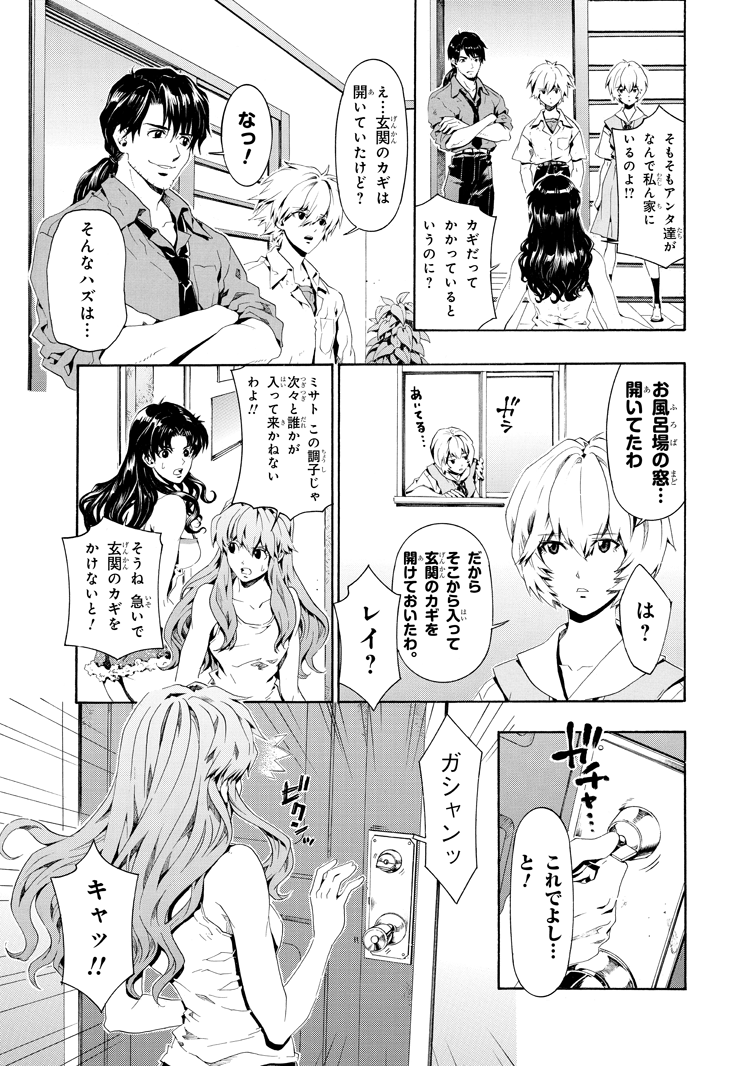 そもそもアンタ達が
なんで私ん家に
いるのよ!?
カギだって
かかっていると
いうのに?
え…玄関のカギは
開いていたけど?
なっ!
そんなハズは…
お風呂場の窓…
開いてたわ
ガラ
あいてる…
は?
だから
そこから入って
玄関のカギを
開けておいたわ。
レイ?
ミサト この調子じゃ
次々と誰かが
入って来かねない
わよ!!
そうね 急いで
玄関のカギを
かけないと!
ガチャ…
これでよし…
と!
ガシャンッ
ビクンッ
キャッ!!